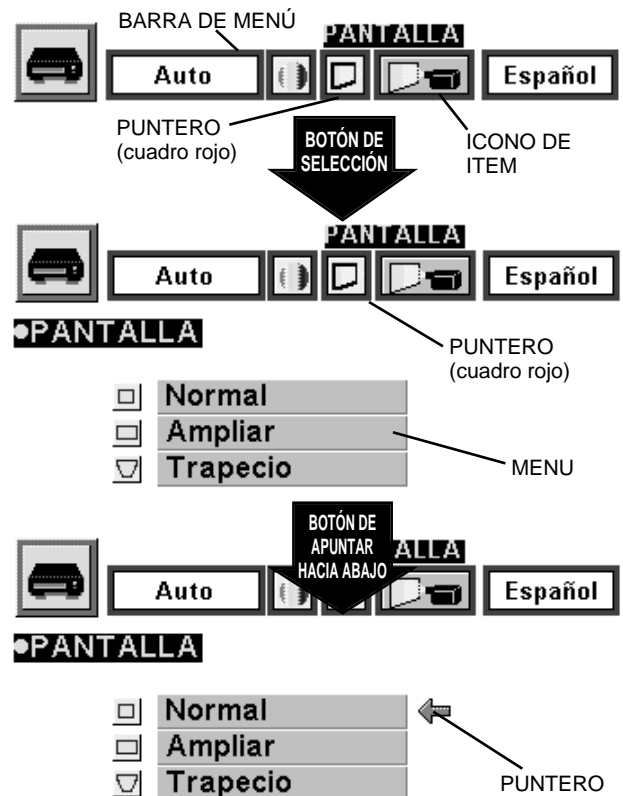 BARRA DE MENÚ
PANTALLA
Auto
Español
PUNTERO
(cuadro rojo)
BOTÓN DE
SELECCIÓN
ICONO DE
ITEM
PANTALLA
Auto
Español
●PANTALLA
PUNTERO
(cuadro rojo)
Normal
Ampliar
Trapecio
MENU
BOTÓN DE
APUNTAR
HACIA ABAJO
ALLA
Auto
Español
●PANTALLA
Normal
Ampliar
Trapecio
PUNTERO